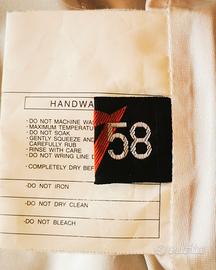 HANDWA
- DO NOT MACHINE WAS
- MAXIMUM TEMPERATU
- DO NOT SOAK
- GENTLY SQUEEZE AND
CAREFULLY RUB
- RINSE WITH CARE
- DO NOT WRING LINE D
- COMPLETELY DRY BEF
58
-DO NOT IRON
-DO NOT DRY CLEAN
-DO NOT BLEACH